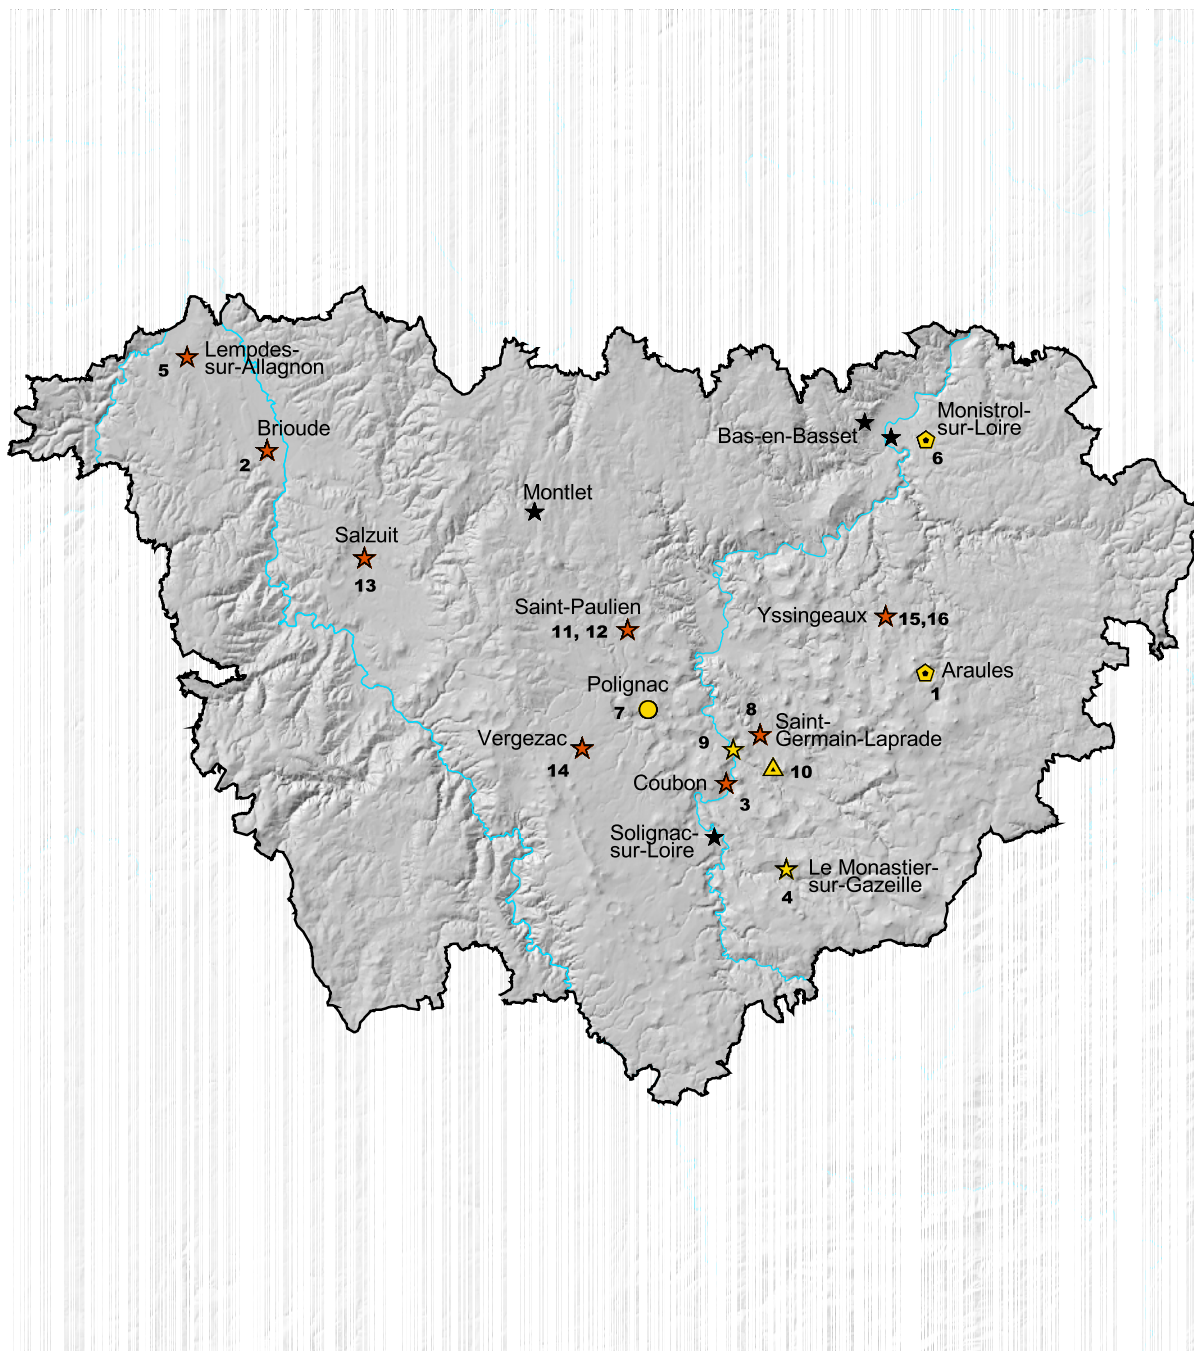 Lempdes-
sur-Allagnon
5
Brioude
2
Monistrol-
sur-Loire
6
Bas-en-Basset
Montlet
Salzuit
13
Saint-Paulien
11, 12
Yssingeaux
15,16
Araules
1
Polignac
7
8
Saint-
Germain-Laprade
9
10
Vergezac
14
Coubon
3
Solignac-
sur-Loire
Le Monastier-
sur-Gazeille
4